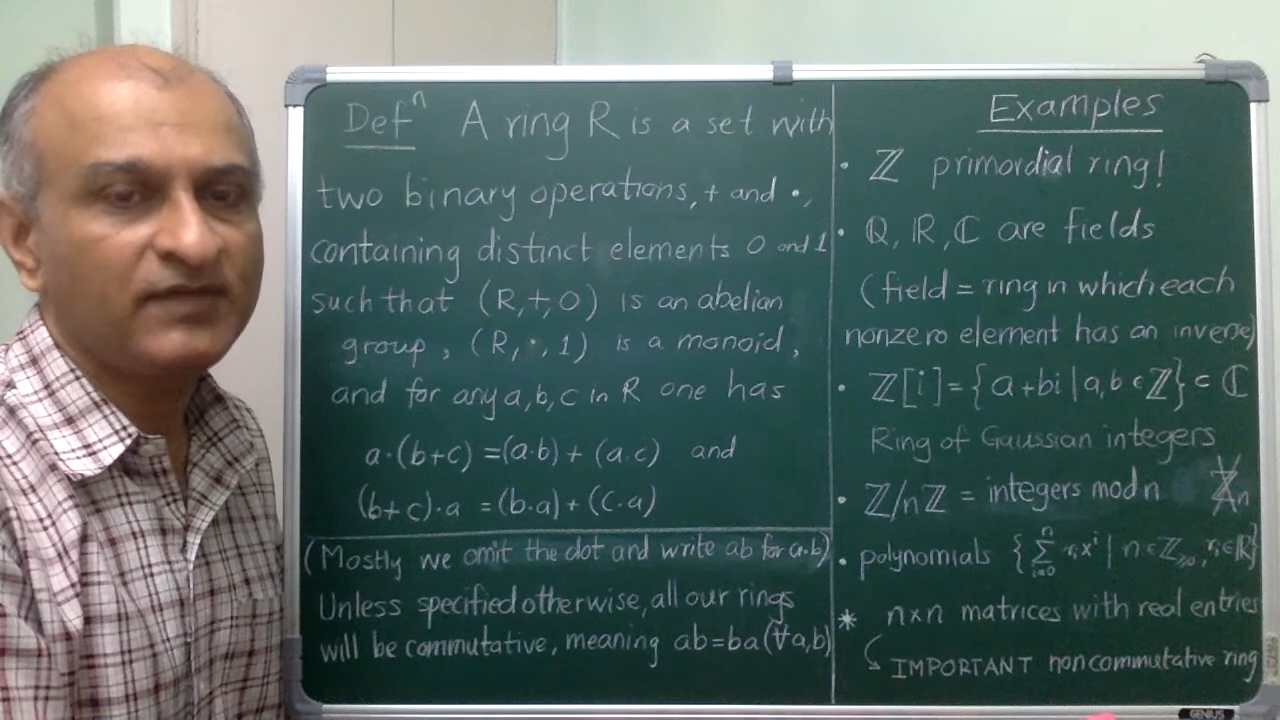 Defⁿ A ring R is a set with
two binary operations, + and ·,
containing distinct elements 0 and 1
such that (R,+,0) is an abelian
group, (R,·,1) is a monoid,
and for any a,b,c in R one has
a·(b+c) =(a·b)+(a.c) and
(b+c)·a =(b·a)+(c·a)
(Mostly we omit the dot and write ab for a·b)
Unless specified otherwise, all our rings
will be commutative, meaning ab=ba(∀a,b)
Examples
• ℤ primordial ring!
• ℚ, ℝ, ℂ are fields
(field = ring in which each
nonzero element has an inverse)
• ℤ[i]={a+bi|a,b∈ℤ}⊂ℂ
Ring of Gaussian integers
• ℤ/nℤ = integers mod n ℤn
• polynomials {∑ⁿᵢ₌₀ rᵢxⁱ | n∈ℤ≥0, rᵢ∈ℝ}
* n×n matrices with real entries
IMPORTANT noncommutative ring
GENIUS